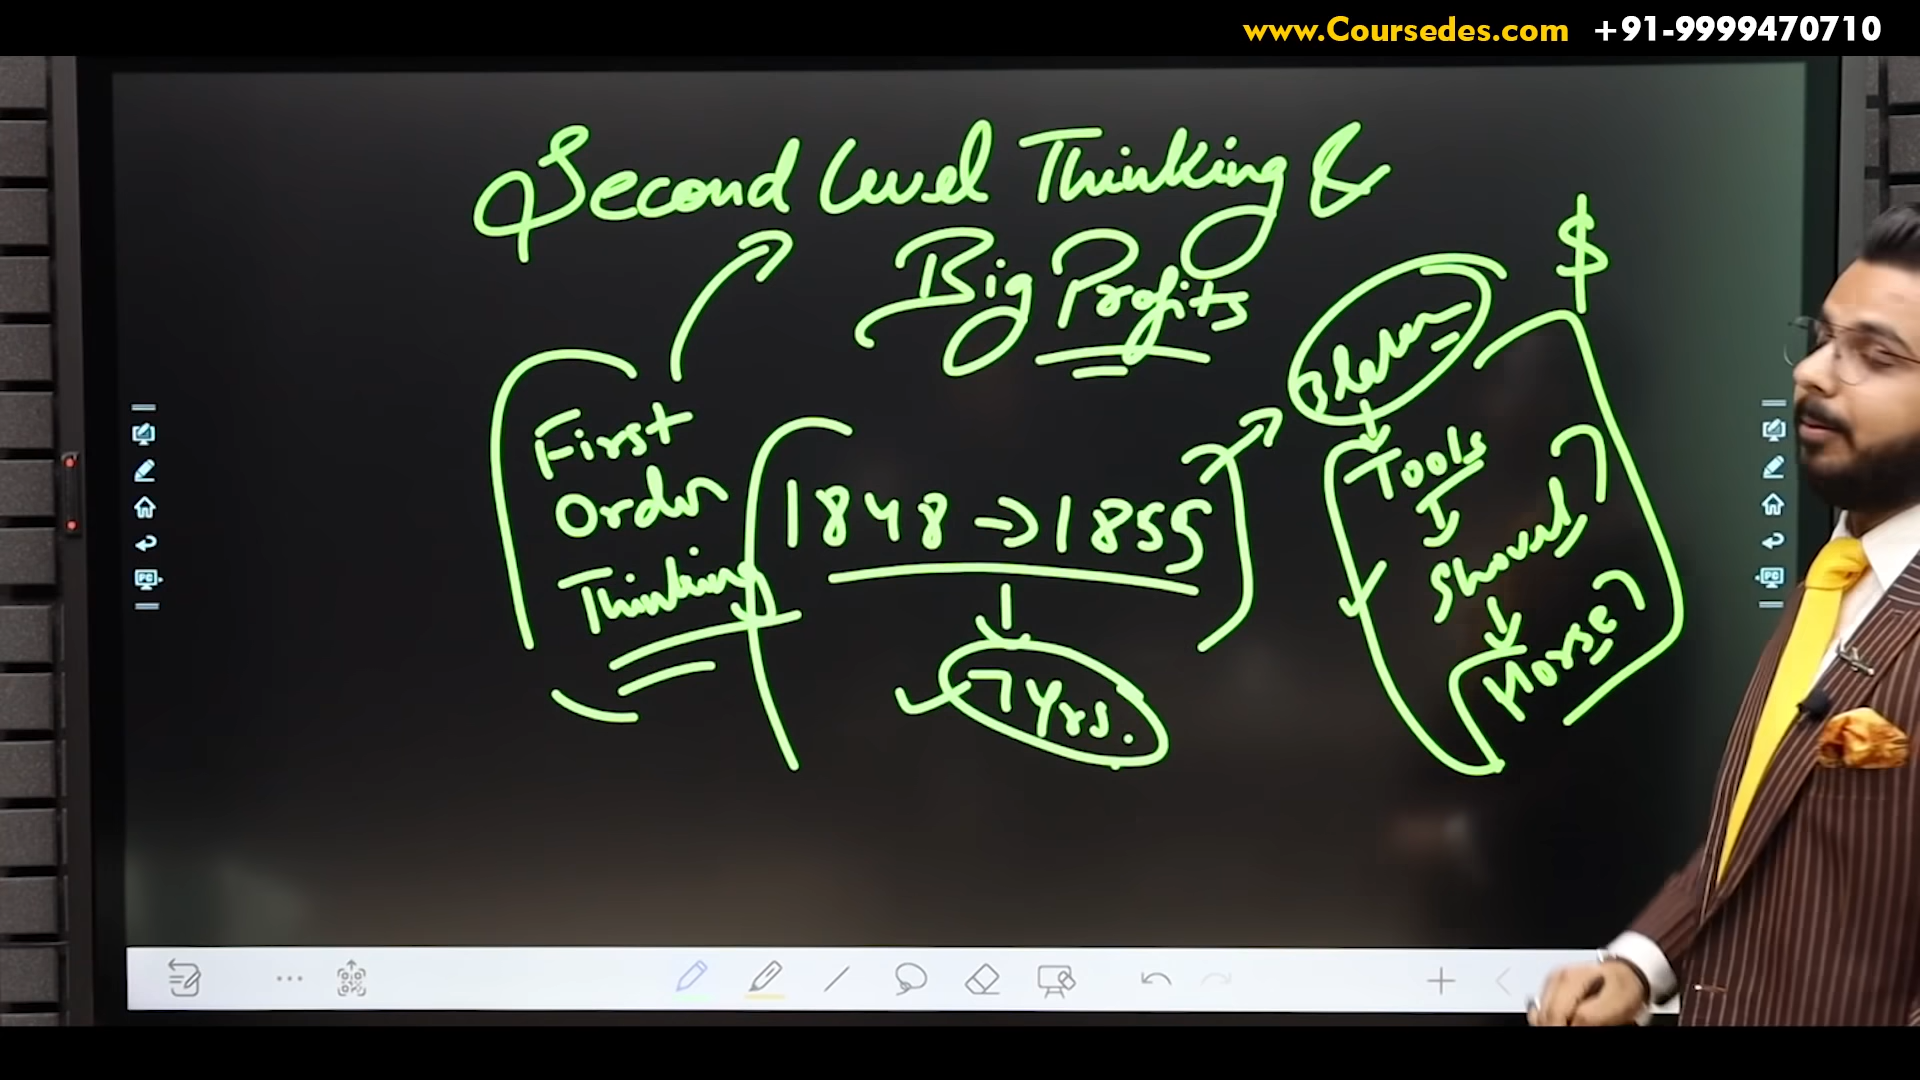 www.Coursedes.com +91-9999470710
Second Level Thinking &
Big Profits
$
First
Order
Thinking
1848 → 1855
7 Yrs.
Tools
Shovel
Horse